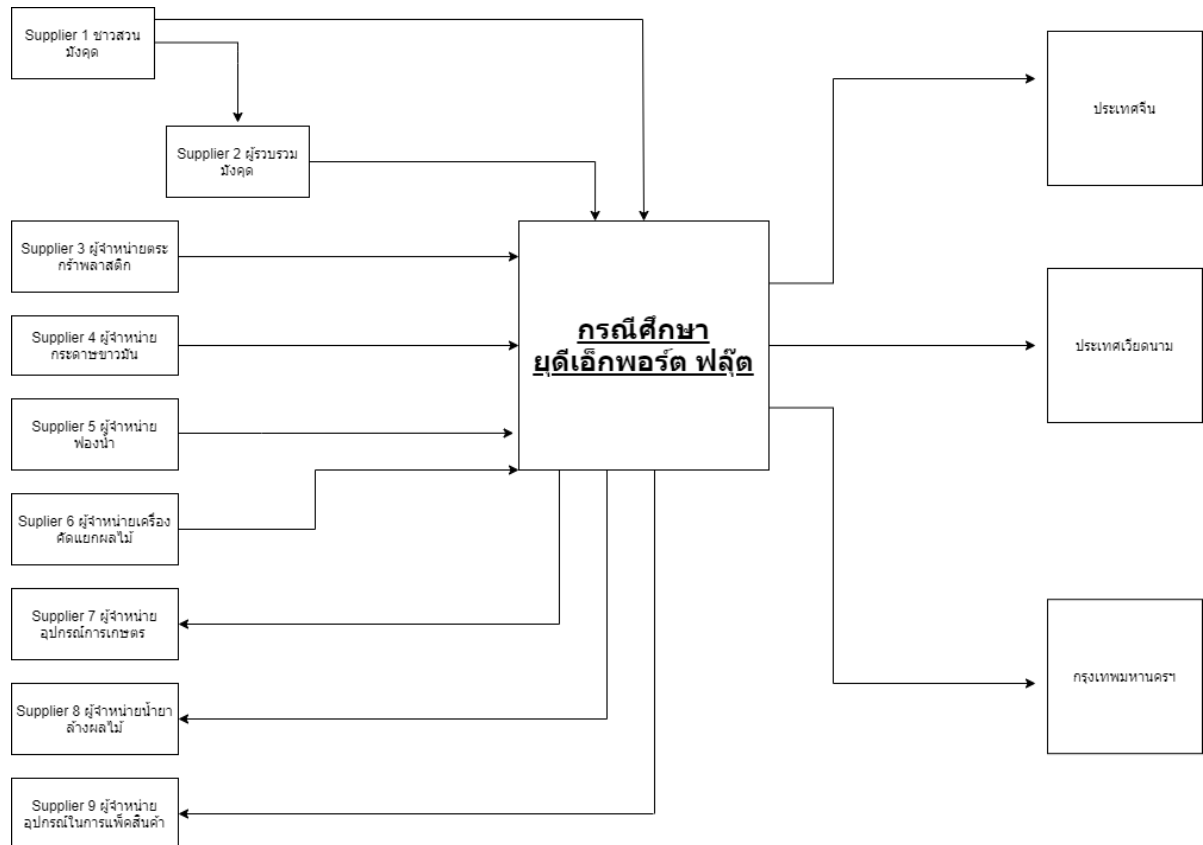 Supplier 1 ชาวสวน
มังคุด
Supplier 2 ผู้รวบรวม
มังคุด
Supplier 3 ผู้จำหน่ายตระ
กร้าพลาสติก
Supplier 4 ผู้จำหน่าย
กระดาษขาวมัน
Supplier 5 ผู้จำหน่าย
ฟองน้ำ
Suplier 6 ผู้จำหน่ายเครื่อง
คัดแยกผลไม้
Supplier 7 ผู้จำหน่าย
อุปกรณ์การเกษตร
Supplier 8 ผู้จำหน่ายน้ำยา
ล้างผลไม้
Supplier 9 ผู้จำหน่าย
อุปกรณ์ในการแพ็คสินค้า
กรณีศึกษา
ยุดีเอ็กพอร์ต ฟลุ๊ต
ประเทศจีน
ประเทศเวียดนาม
กรุงเทพมหานครฯ